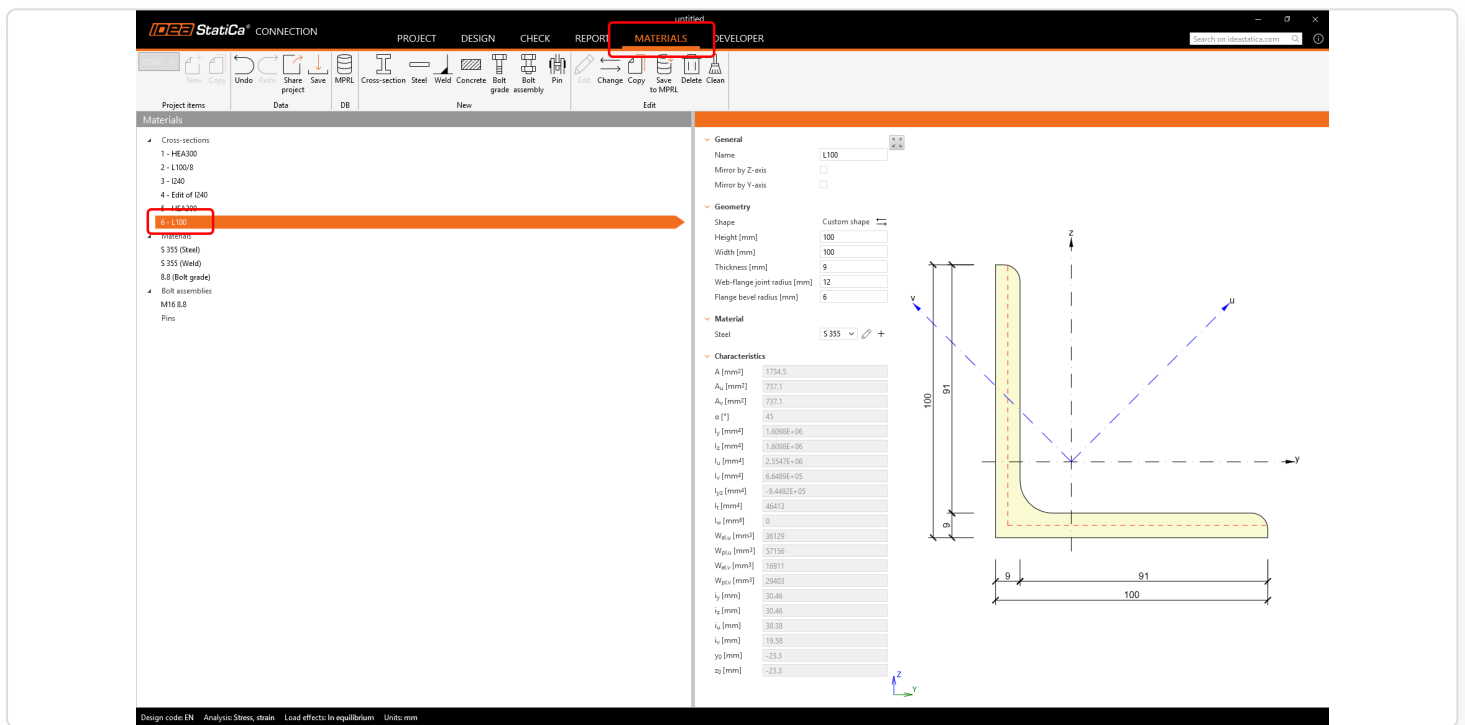 untitled
IDEA StatiCa® CONNECTION
PROJECT DESIGN CHECK REPORT MATERIALS DEVELOPER
Search on ideastatica.com
CONs
New Copy Undo Redo Share project Save MPRL Cross-section Steel Weld Concrete Bolt grade Bolt assembly Pin Edit Change Copy Save to MPRL Delete Clean
Project items Data DB New Edit
Materials
Cross-sections
1 - HEA300
2 - L100/8
3 - I240
4 - Edit of I240
5 - HEA200
6 - L100
Materials
S 355 (Steel)
S 355 (Weld)
8.8 (Bolt grade)
Bolt assemblies
M16 8.8
Pins
General
Name L100
Mirror by Z-axis
Mirror by Y-axis
Geometry
Shape Custom shape
Height [mm] 100
Width [mm] 100
Thickness [mm] 9
Web-flange joint radius [mm] 12
Flange bevel radius [mm] 6
Material
Steel S 355
Characteristics
A [mm²] 1734.5
Au [mm²] 737.1
Av [mm²] 737.1
α [°] 45
Iy [mm⁴] 1.6098E+06
Iz [mm⁴] 1.6098E+06
Iu [mm⁴] 2.5547E+06
Iv [mm⁴] 6.6489E+05
Iyz [mm⁴] -9.4492E+05
It [mm⁴] 46413
Iw [mm⁶] 0
Wel,u [mm³] 36129
Wpl,u [mm³] 57156
Wel,v [mm³] 16911
Wpl,v [mm³] 29403
iy [mm] 30.46
iz [mm] 30.46
iu [mm] 38.38
iv [mm] 19.58
y0 [mm] -23.3
z0 [mm] -23.3
z
v
u
y
100
91
9
9
91
100
Z
Y
Design code: EN Analysis: Stress, strain Load effects: In equilibrium Units: mm